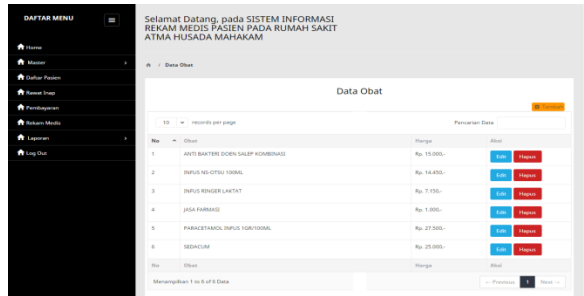 DAFTAR MENU
Home
Master
Daftar Pasien
Rawat Inap
Pembayaran
Rekam Medis
Laporan
Log Out
Selamat Datang, pada SISTEM INFORMASI
REKAM MEDIS PASIEN PADA RUMAH SAKIT
ATMA HUSADA MAHAKAM
/ Data Obat
Data Obat
Tambah
10 records per page Pencarian Data
No Obat Harga Aksi
1 ANTI BAKTERI DOEN SALEP KOMBINASI Rp. 15.000,- Edit Hapus
2 INFUS NS-OTSU 100ML Rp. 14.450,- Edit Hapus
3 INFUS RINGER LAKTAT Rp. 7.150,- Edit Hapus
4 JASA FARMASI Rp. 1.000,- Edit Hapus
5 PARACETAMOL INFUS 1GR/100ML Rp. 27.500,- Edit Hapus
6 SEDACUM Rp. 25.000,- Edit Hapus
No Obat Harga Aksi
Menampilkan 1 to 6 of 6 Data
← Previous 1 Next →